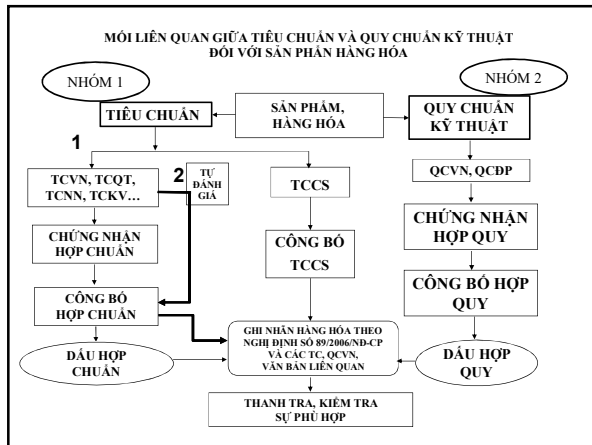 MỐI LIÊN QUAN GIỮA TIÊU CHUẨN VÀ QUY CHUẨN KỸ THUẬT
ĐỐI VỚI SẢN PHẨN HÀNG HÓA
NHÓM 1
NHÓM 2
TIÊU CHUẨN
SẢN PHẨM,
HÀNG HÓA
QUY CHUẨN
KỸ THUẬT
1
2
TỰ
ĐÁNH
GIÁ
TCVN, TCQT,
TCNN, TCKV...
TCCS
QCVN, QCĐP
CHỨNG NHẬN
HỢP CHUẨN
CÔNG BỐ
TCCS
CHỨNG NHẬN
HỢP QUY
CÔNG BỐ
HỢP CHUẨN
CÔNG BỐ HỢP
QUY
DẤU HỢP
CHUẨN
GHI NHÃN HÀNG HÓA THEO
NGHỊ ĐỊNH SỐ 89/2006/NĐ-CP
VÀ CÁC TC, QCVN,
VĂN BẢN LIÊN QUAN
DẤU HỢP
QUY
THANH TRA, KIỂM TRA
SỰ PHÙ HỢP